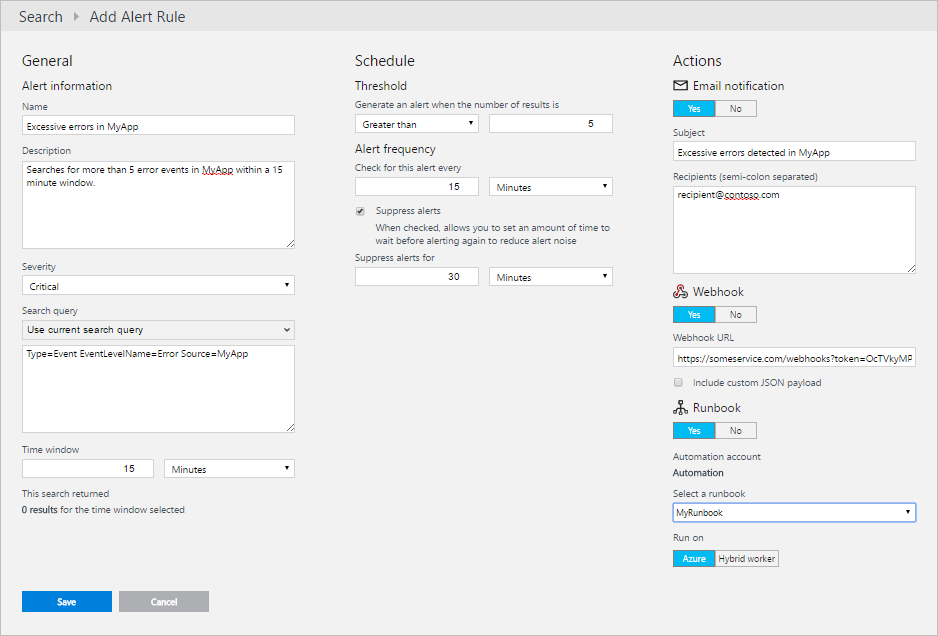 Search
Add Alert Rule
General
Alert information
Name
Excessive errors in MyApp
Description
Searches for more than 5 error events in MyApp within a 15
minute window.
Severity
Critical
Search query
Use current search query
Type=Event EventLevelName=Error Source=MyApp
Time window
15
Minutes
This search returned
0 results for the time window selected
Save
Cancel
Schedule
Threshold
Generate an alert when the number of results is
Greater than
5
Alert frequency
Check for this alert every
15
Minutes
Suppress alerts
When checked, allows you to set an amount of time to
wait before alerting again to reduce alert noise
Suppress alerts for
30
Minutes
Actions
Email notification
Yes
No
Subject
Excessive errors detected in MyApp
Recipients (semi-colon separated)
recipient@contoso.com
Webhook
Yes
No
Webhook URL
https://someservice.com/webhooks?token=OcTVkyMP
Include custom JSON payload
Runbook
Yes
No
Automation account
Automation
Select a runbook
MyRunbook
Run on
Azure
Hybrid worker